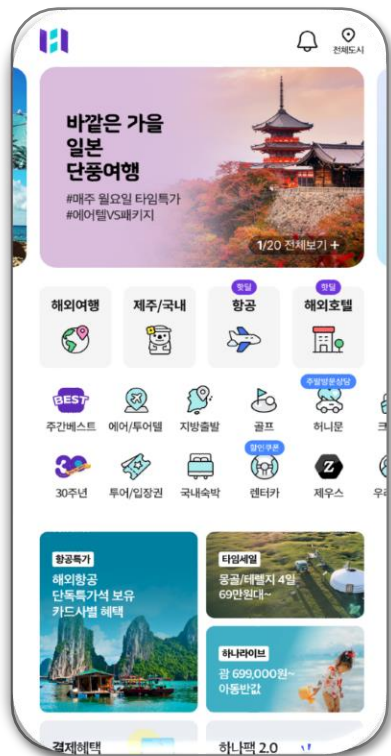 전체도시
바깥은 가을
일본
단풍여행
#매주 월요일 타임특가
#에어텔VS패키지
1/20 전체보기 +
핫딜
핫딜
해외여행
제주/국내
항공
해외호텔
주말방문상담
BEST
주간베스트
에어/투어텔
지방출발
골프
허니문
할인쿠폰
30주년
투어/입장권
국내숙박
렌터카
Z
제우스
항공특가
해외항공
단독특가석 보유
카드사별 혜택
타임세일
몽골/테렐지 4일
69만원대~
하나라이브
괌 699,000원~
아동반값
결제혜택
하나팩 2.0